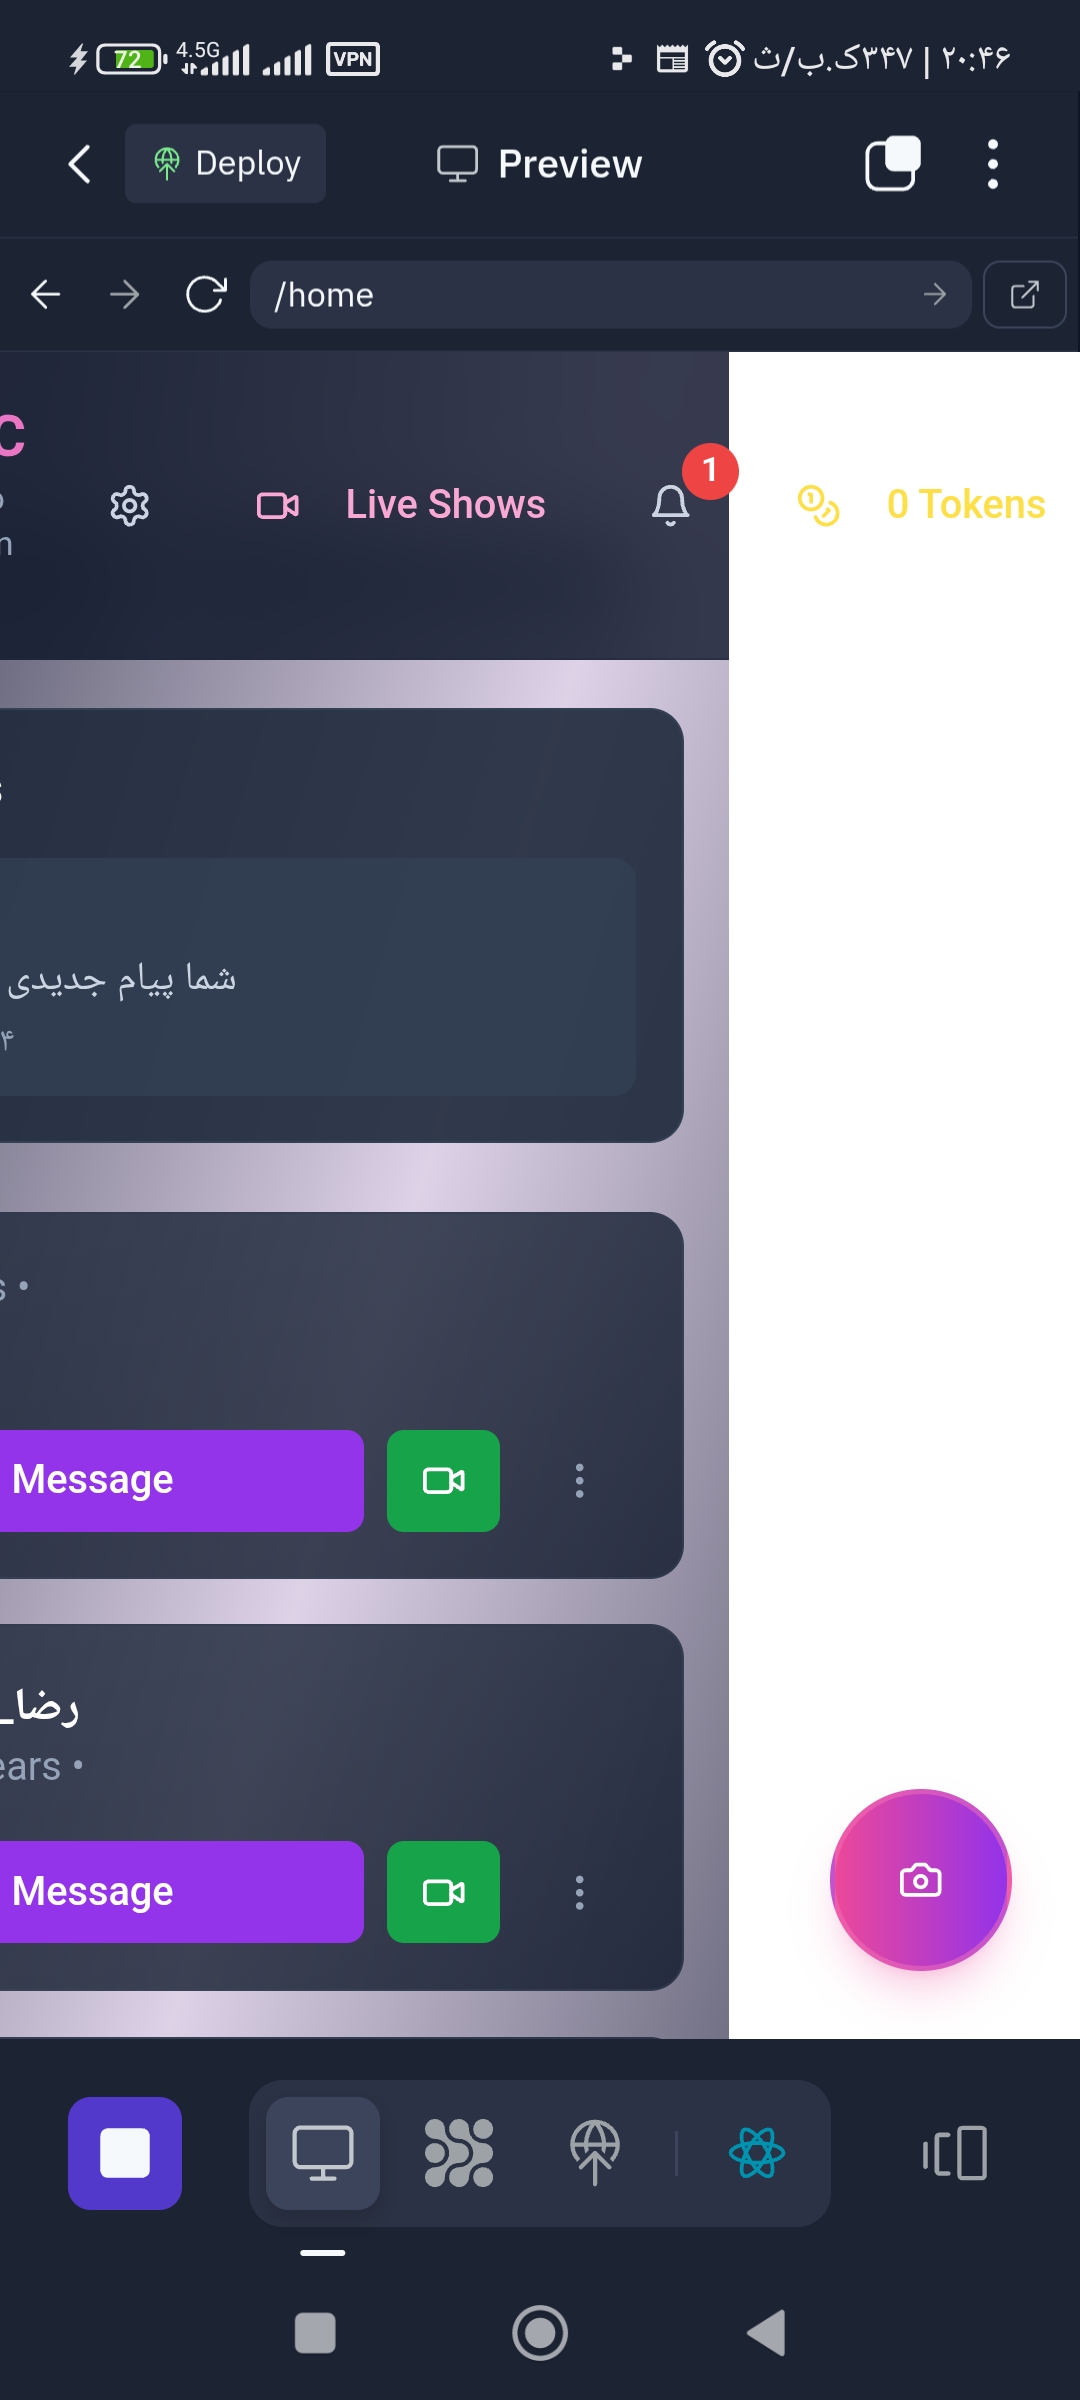 72 4.5G VPN ۲۰:۴۶ | ۳۴۷ک.ب/ث
Deploy Preview
/home
C
1
Live Shows 0 Tokens
شما پیام جدیدی
۴
s •
Message
رضا_
ears •
Message